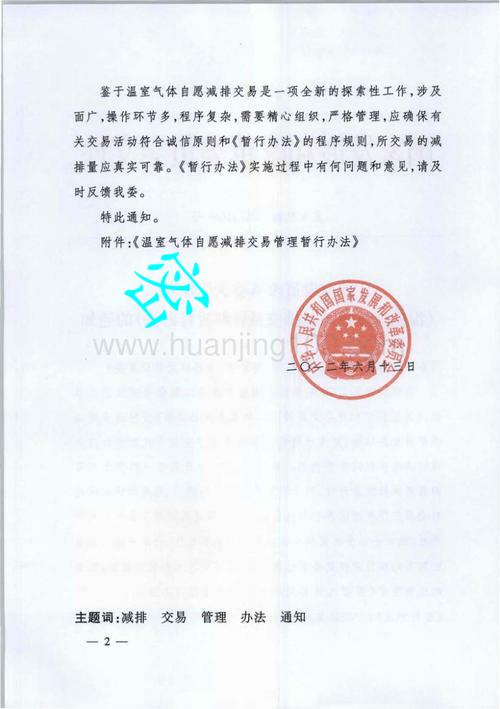 鉴于温室气体自愿减排交易是一项全新的探索性工作,涉及
面广,操作环节多,程序复杂,需要精心组织,严格管理,应确保有
关交易活动符合诚信原则和《暂行办法》的程序规则,所交易的减
排量应真实可靠。《暂行办法》实施过程中有何问题和意见,请及
时反馈我委。
特此通知。
附件:《温室气体自愿减排交易管理暂行办法》
密
www.huanjing
中华人民共和国国家发展和改革委员会
二〇一二年六月十三日
主题词:减排 交易 管理 办法 通知
— 2 —